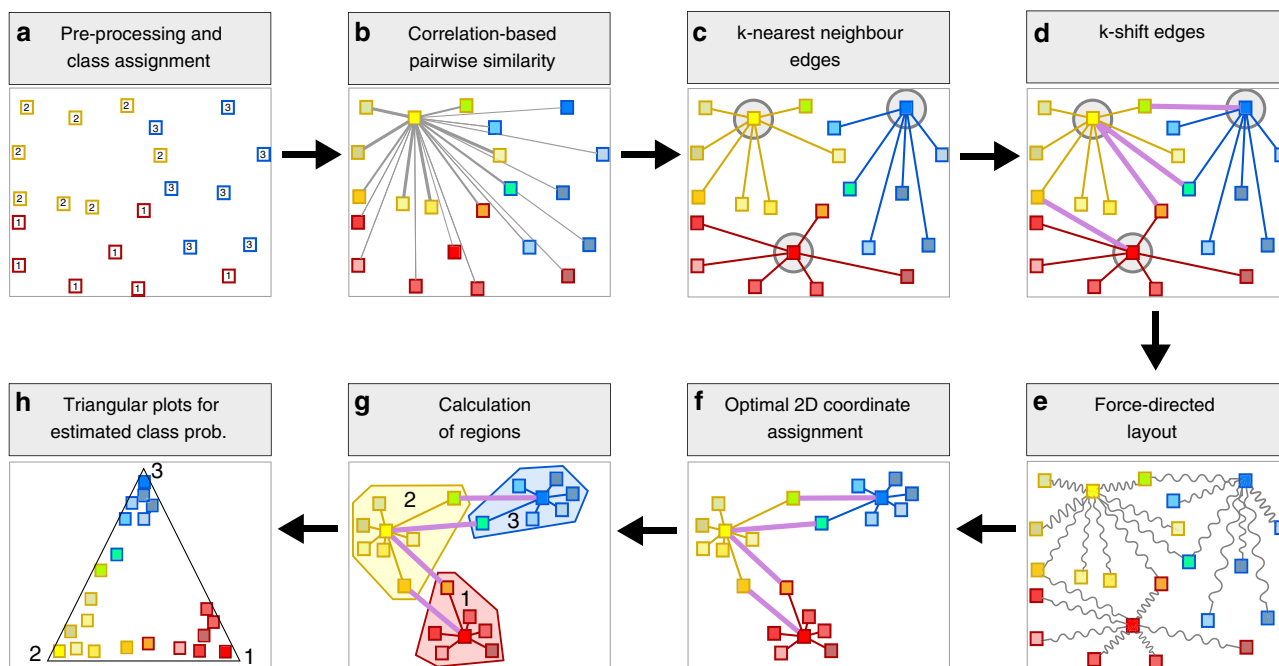 a Pre-processing and
class assignment
b Correlation-based
pairwise similarity
c k-nearest neighbour
edges
d k-shift edges
2 2 2 3
2 3
2 2 3
2 3 3
2 2 2 1
1
1 3 3
1 1
1 1
h Triangular plots for
estimated class prob.
g Calculation
of regions
f Optimal 2D coordinate
assignment
e Force-directed
layout
3
2 1
2
3
1